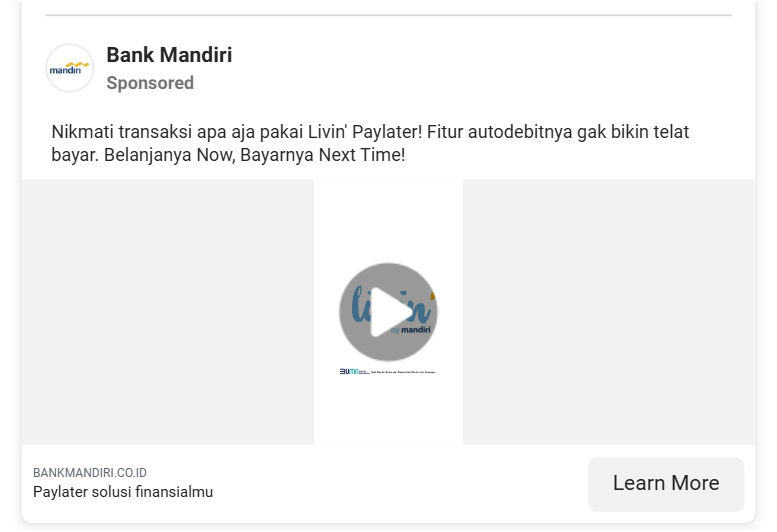 Bank Mandiri
mandiri
Sponsored
Nikmati transaksi apa aja pakai Livin' Paylater! Fitur autodebitnya gak bikin telat
bayar. Belanjanya Now, Bayarnya Next Time!
livin'
by mandiri
BUMN
BANKMANDIRI.CO.ID
Paylater solusi finansialmu
Learn More